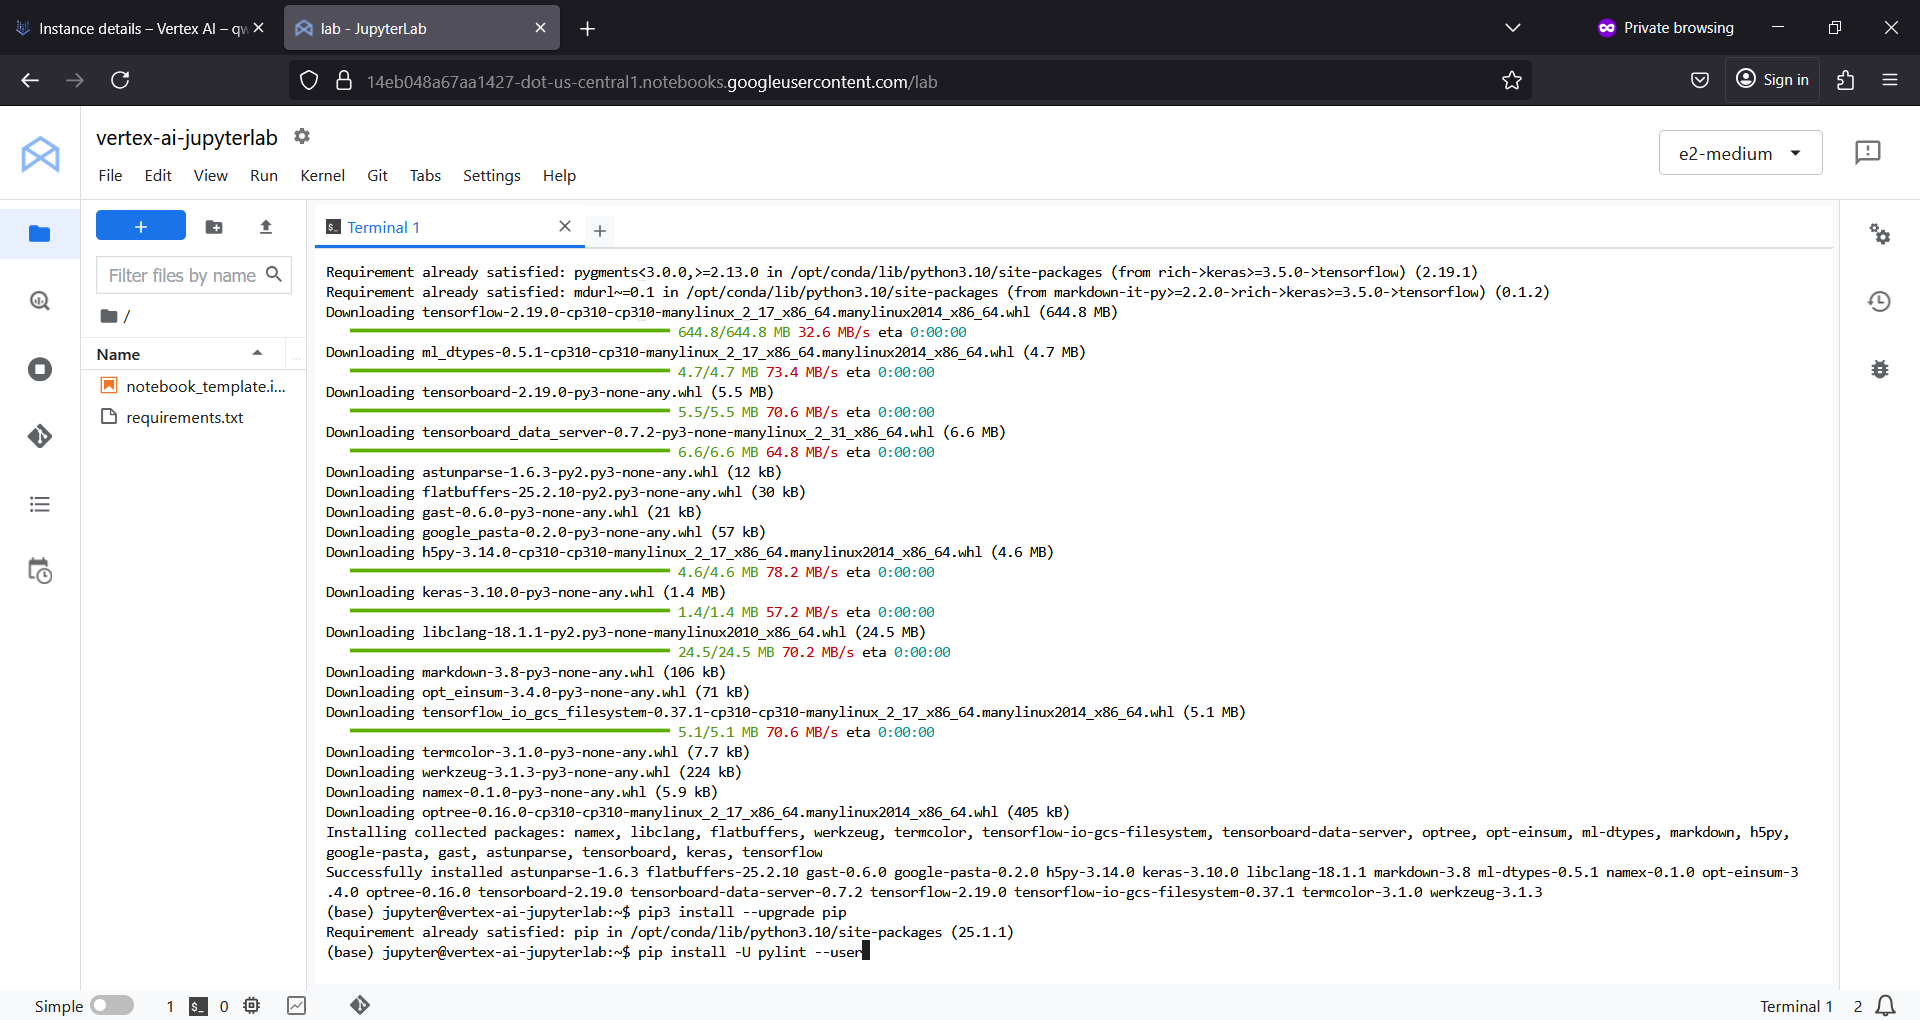 Instance details – Vertex AI – qw
lab - JupyterLab
Private browsing
14eb048a67aa1427-dot-us-central1.notebooks.googleusercontent.com/lab
Sign in
vertex-ai-jupyterlab
File Edit View Run Kernel Git Tabs Settings Help
e2-medium
Terminal 1
Filter files by name
/
Name
notebook_template.i...
requirements.txt
Requirement already satisfied: pygments<3.0.0,>=2.13.0 in /opt/conda/lib/python3.10/site-packages (from rich->keras>=3.5.0->tensorflow) (2.19.1)
Requirement already satisfied: mdurl~=0.1 in /opt/conda/lib/python3.10/site-packages (from markdown-it-py>=2.2.0->rich->keras>=3.5.0->tensorflow) (0.1.2)
Downloading tensorflow-2.19.0-cp310-cp310-manylinux_2_17_x86_64.manylinux2014_x86_64.whl (644.8 MB)
644.8/644.8 MB 32.6 MB/s eta 0:00:00
Downloading ml_dtypes-0.5.1-cp310-cp310-manylinux_2_17_x86_64.manylinux2014_x86_64.whl (4.7 MB)
4.7/4.7 MB 73.4 MB/s eta 0:00:00
Downloading tensorboard-2.19.0-py3-none-any.whl (5.5 MB)
5.5/5.5 MB 70.6 MB/s eta 0:00:00
Downloading tensorboard_data_server-0.7.2-py3-none-manylinux_2_31_x86_64.whl (6.6 MB)
6.6/6.6 MB 64.8 MB/s eta 0:00:00
Downloading astunparse-1.6.3-py2.py3-none-any.whl (12 kB)
Downloading flatbuffers-25.2.10-py2.py3-none-any.whl (30 kB)
Downloading gast-0.6.0-py3-none-any.whl (21 kB)
Downloading google_pasta-0.2.0-py3-none-any.whl (57 kB)
Downloading h5py-3.14.0-cp310-cp310-manylinux_2_17_x86_64.manylinux2014_x86_64.whl (4.6 MB)
4.6/4.6 MB 78.2 MB/s eta 0:00:00
Downloading keras-3.10.0-py3-none-any.whl (1.4 MB)
1.4/1.4 MB 57.2 MB/s eta 0:00:00
Downloading libclang-18.1.1-py2.py3-none-manylinux2010_x86_64.whl (24.5 MB)
24.5/24.5 MB 70.2 MB/s eta 0:00:00
Downloading markdown-3.8-py3-none-any.whl (106 kB)
Downloading opt_einsum-3.4.0-py3-none-any.whl (71 kB)
Downloading tensorflow_io_gcs_filesystem-0.37.1-cp310-cp310-manylinux_2_17_x86_64.manylinux2014_x86_64.whl (5.1 MB)
5.1/5.1 MB 70.6 MB/s eta 0:00:00
Downloading termcolor-3.1.0-py3-none-any.whl (7.7 kB)
Downloading werkzeug-3.1.3-py3-none-any.whl (224 kB)
Downloading namex-0.1.0-py3-none-any.whl (5.9 kB)
Downloading optree-0.16.0-cp310-cp310-manylinux_2_17_x86_64.manylinux2014_x86_64.whl (405 kB)
Installing collected packages: namex, libclang, flatbuffers, werkzeug, termcolor, tensorflow-io-gcs-filesystem, tensorboard-data-server, optree, opt-einsum, ml-dtypes, markdown, h5py,
google-pasta, gast, astunparse, tensorboard, keras, tensorflow
Successfully installed astunparse-1.6.3 flatbuffers-25.2.10 gast-0.6.0 google-pasta-0.2.0 h5py-3.14.0 keras-3.10.0 libclang-18.1.1 markdown-3.8 ml-dtypes-0.5.1 namex-0.1.0 opt-einsum-3
.4.0 optree-0.16.0 tensorboard-2.19.0 tensorboard-data-server-0.7.2 tensorflow-2.19.0 tensorflow-io-gcs-filesystem-0.37.1 termcolor-3.1.0 werkzeug-3.1.3
(base) jupyter@vertex-ai-jupyterlab:~$ pip3 install --upgrade pip
Requirement already satisfied: pip in /opt/conda/lib/python3.10/site-packages (25.1.1)
(base) jupyter@vertex-ai-jupyterlab:~$ pip install -U pylint --user
Simple 1 0
Terminal 1 2